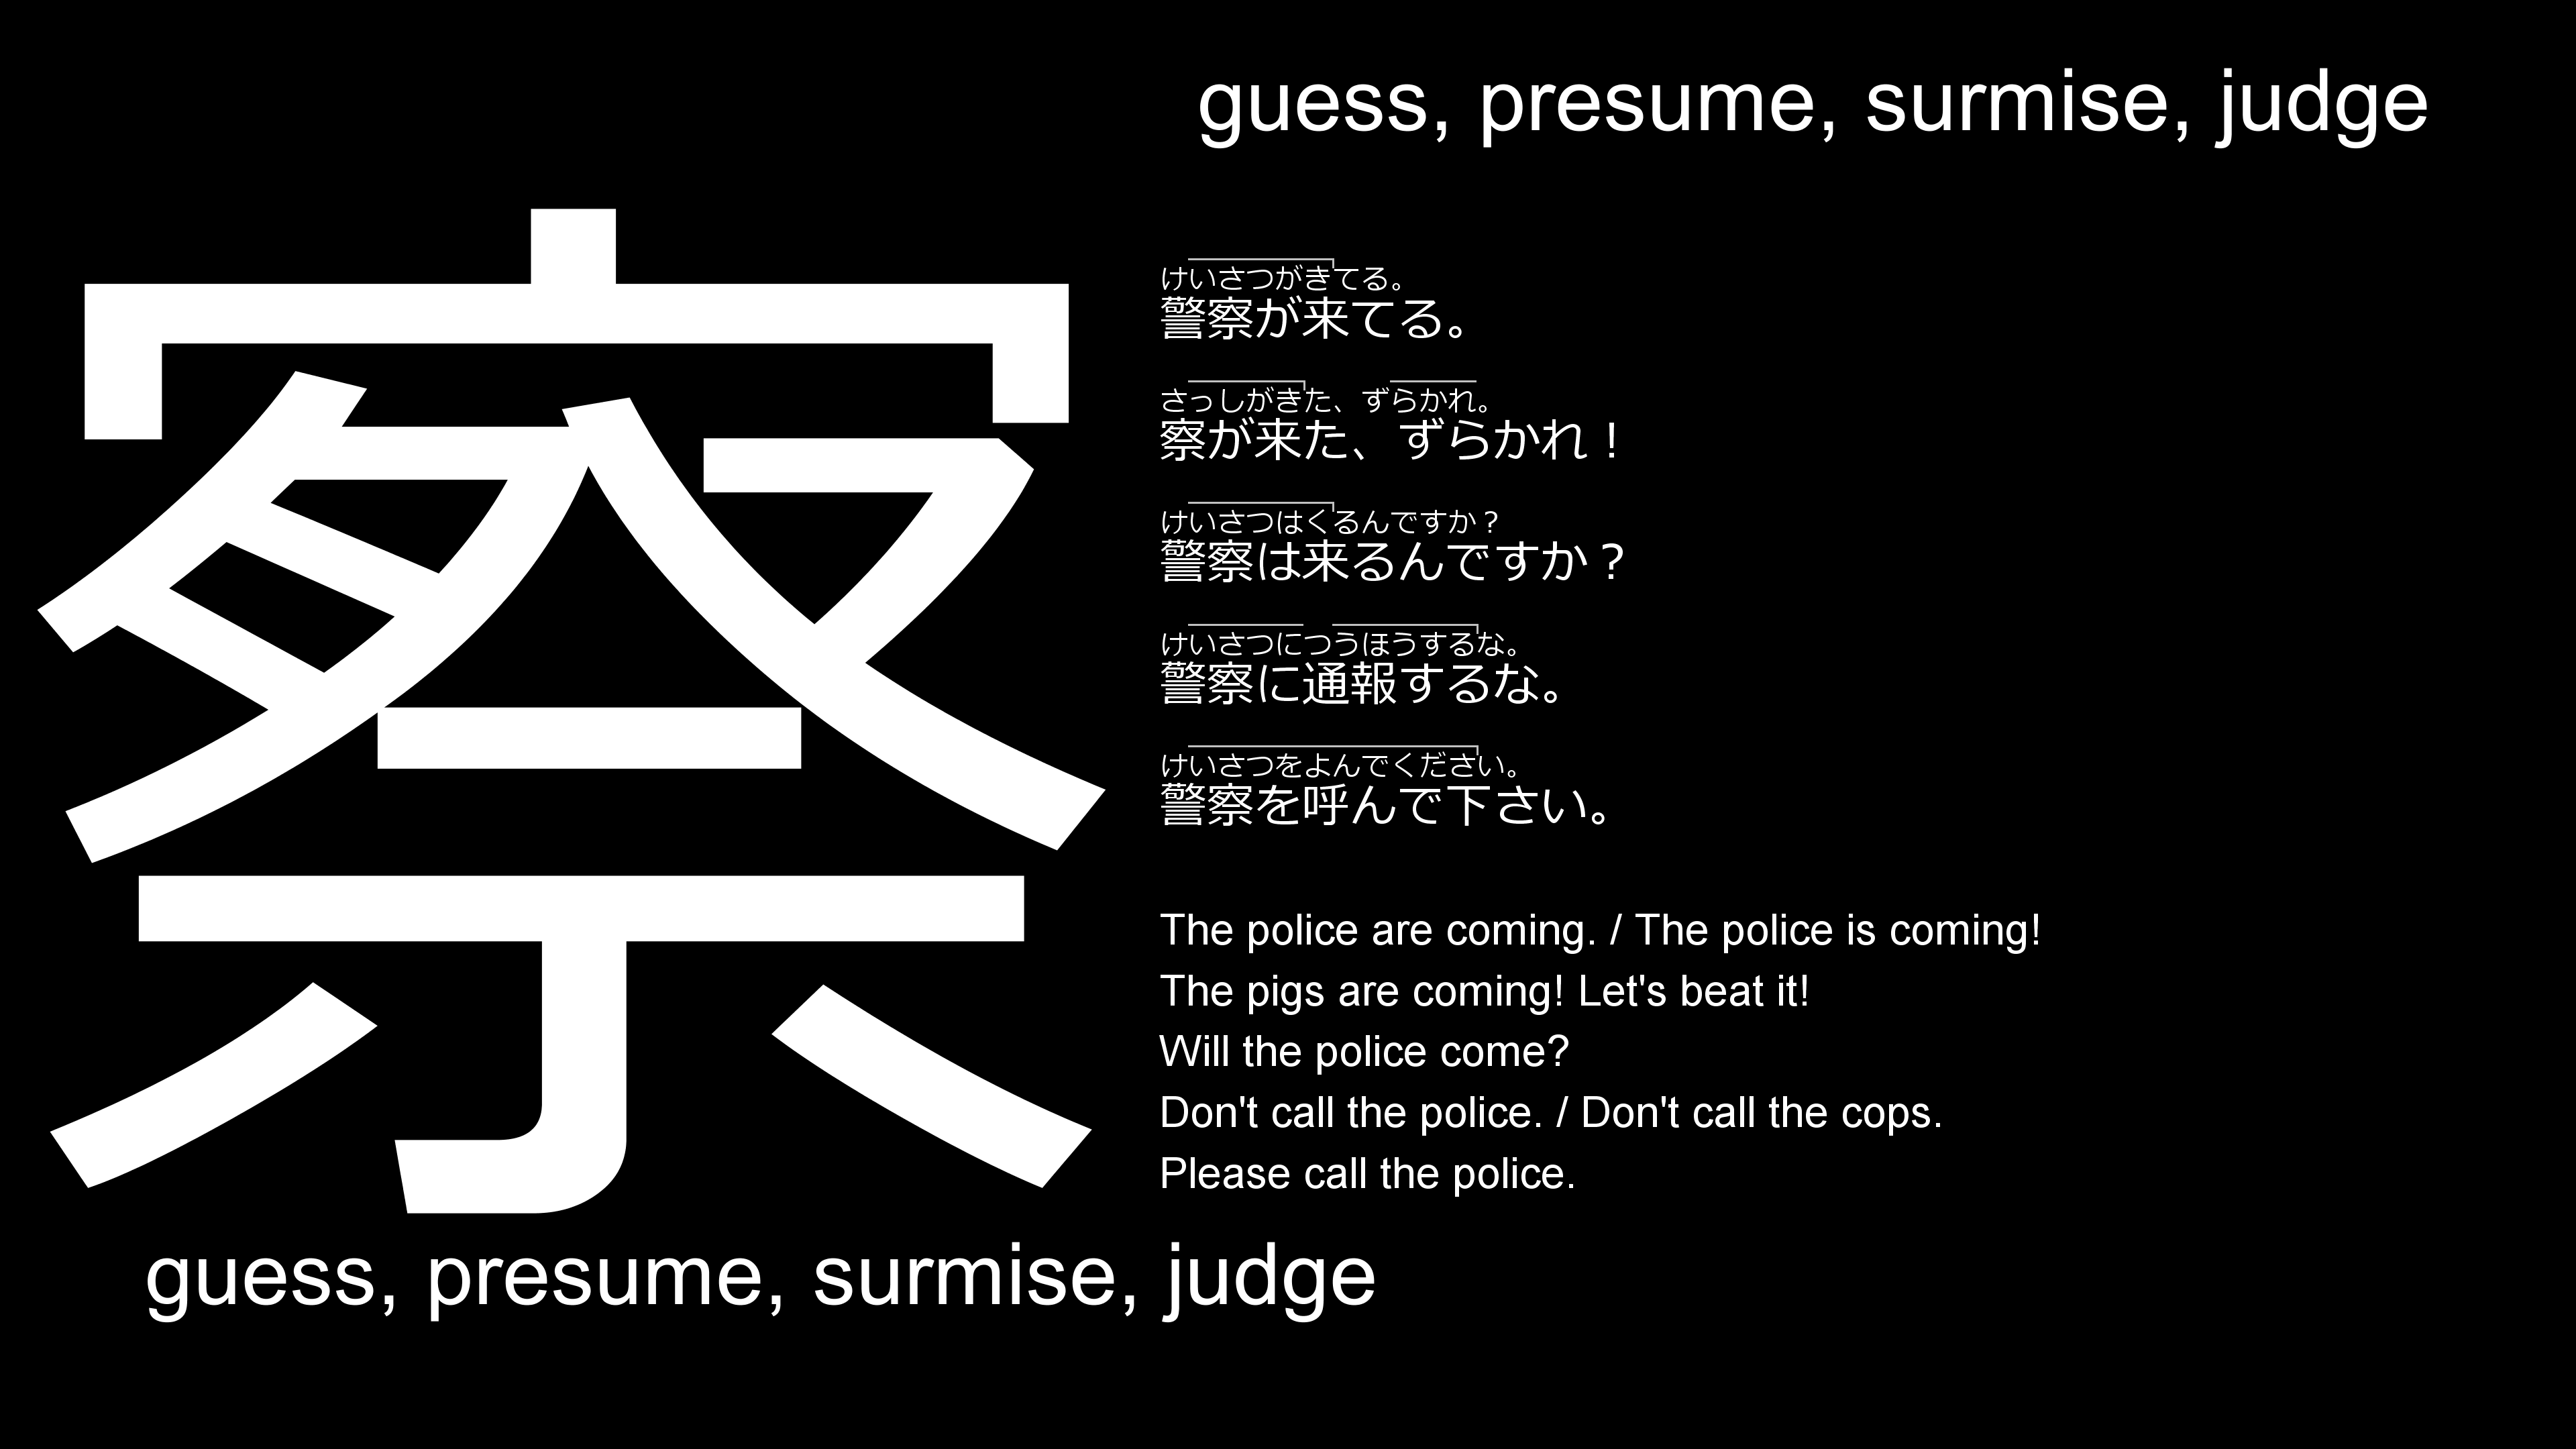 guess, presume, surmise, judge
察
けいさつがきてる。
警察が来てる。
さっしがきた、ずらかれ。
察が来た、ずらかれ！
けいさつはくるんですか？
警察は来るんですか？
けいさつにつうほうするな。
警察に通報するな。
けいさつをよんでください。
警察を呼んで下さい。
The police are coming. / The police is coming!
The pigs are coming! Let's beat it!
Will the police come?
Don't call the police. / Don't call the cops.
Please call the police.
guess, presume, surmise, judge